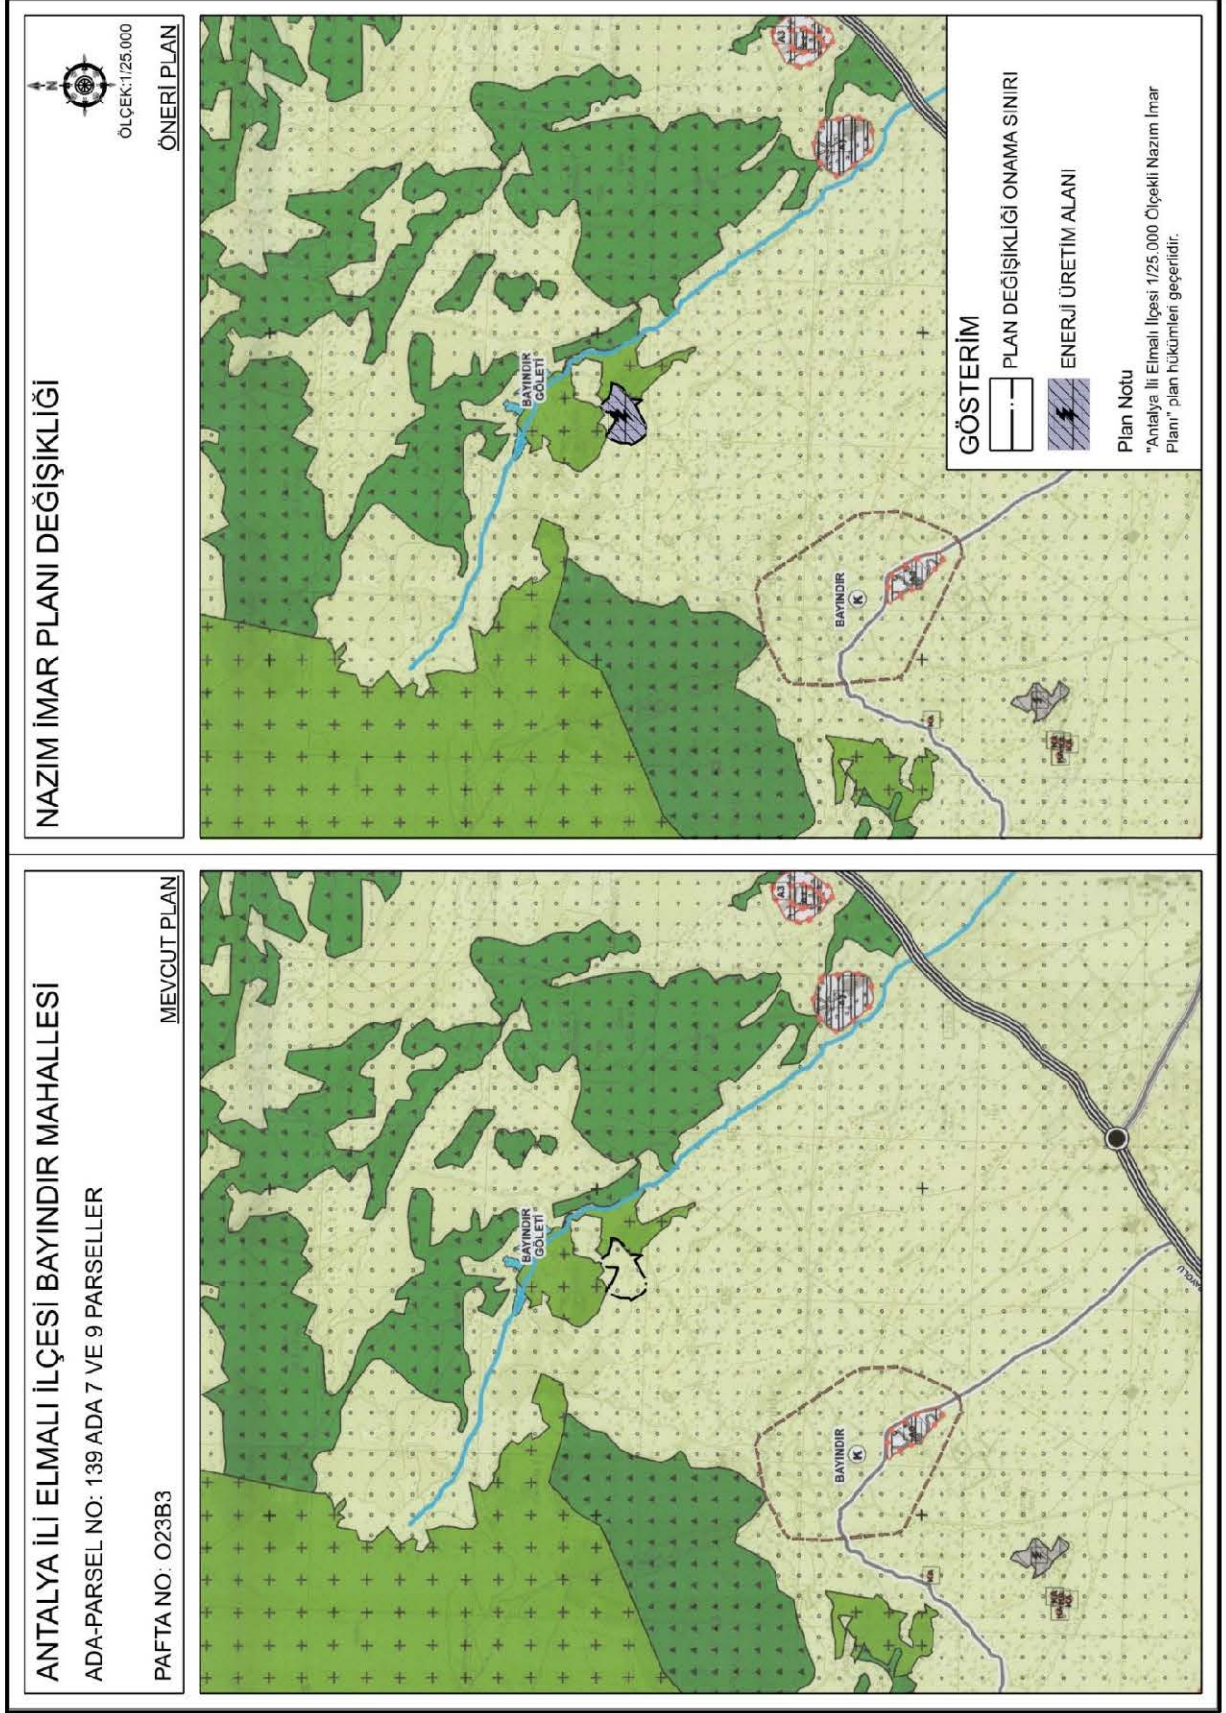 ANTALYA İLİ ELMALI İLÇESİ BAYINDIR MAHALLESİ
ADA-PARSEL NO: 139 ADA 7 VE 9 PARSELLER
PAFTA NO: O23B3
MEVCUT PLAN
BAYINDIR
GÖLETİ
BAYINDIR
K
A3
NAZIM İMAR PLANI DEĞİŞİKLİĞİ
N
ÖLÇEK:1/25.000
ÖNERİ PLAN
BAYINDIR
GÖLETİ
BAYINDIR
K
A3
GÖSTERİM
PLAN DEĞİŞİKLİĞİ ONAMA SINIRI
ENERJİ ÜRETİM ALANI
Plan Notu
"Antalya İli Elmalı İlçesi 1/25.000 Ölçekli Nazım İmar
Planı" plan hükümleri geçerlidir.